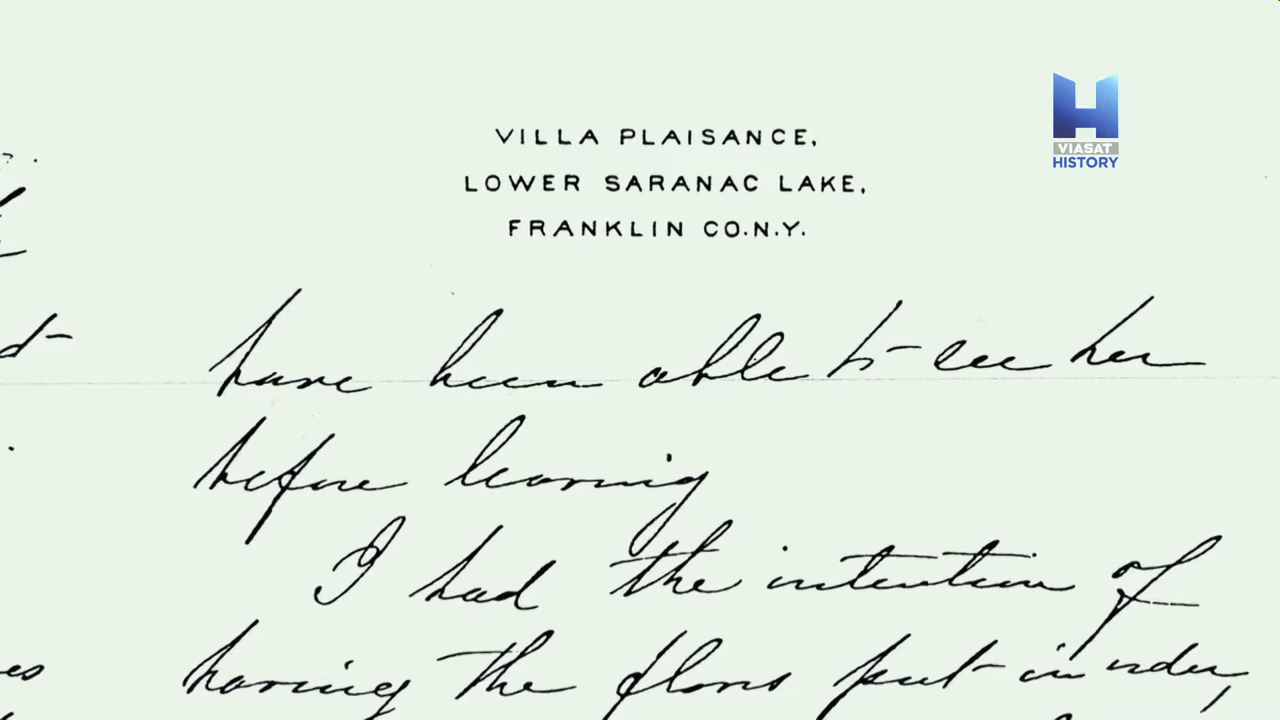 VILLA PLAISANCE,
LOWER SARANAC LAKE,
FRANKLIN CO.N.Y.
VIASAT
HISTORY
have been able to see her
before leaving
I had the intention of
having the floors put in order,